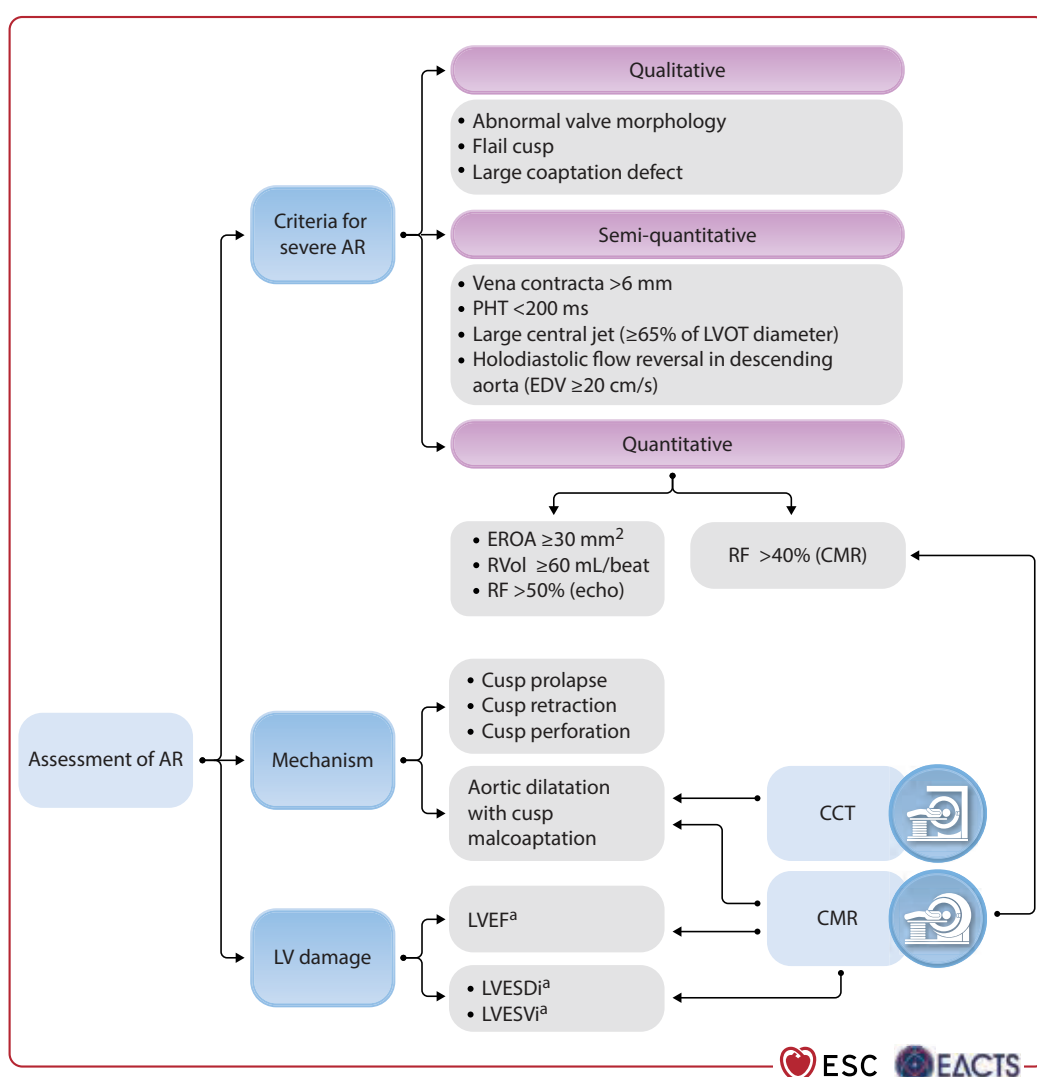 Qualitative
• Abnormal valve morphology
• Flail cusp
• Large coaptation defect
Criteria for
severe AR
Semi-quantitative
• Vena contracta >6 mm
• PHT <200 ms
• Large central jet (≥65% of LVOT diameter)
• Holodiastolic flow reversal in descending
aorta (EDV ≥20 cm/s)
Quantitative
• EROA ≥30 mm²
• RVol ≥60 mL/beat
• RF >50% (echo)
RF >40% (CMR)
Assessment of AR
Mechanism
• Cusp prolapse
• Cusp retraction
• Cusp perforation
Aortic dilatation
with cusp
malcoaptation
CCT
CMR
LV damage
LVEFᵃ
• LVESDiᵃ
• LVESViᵃ
ESC
EACTS